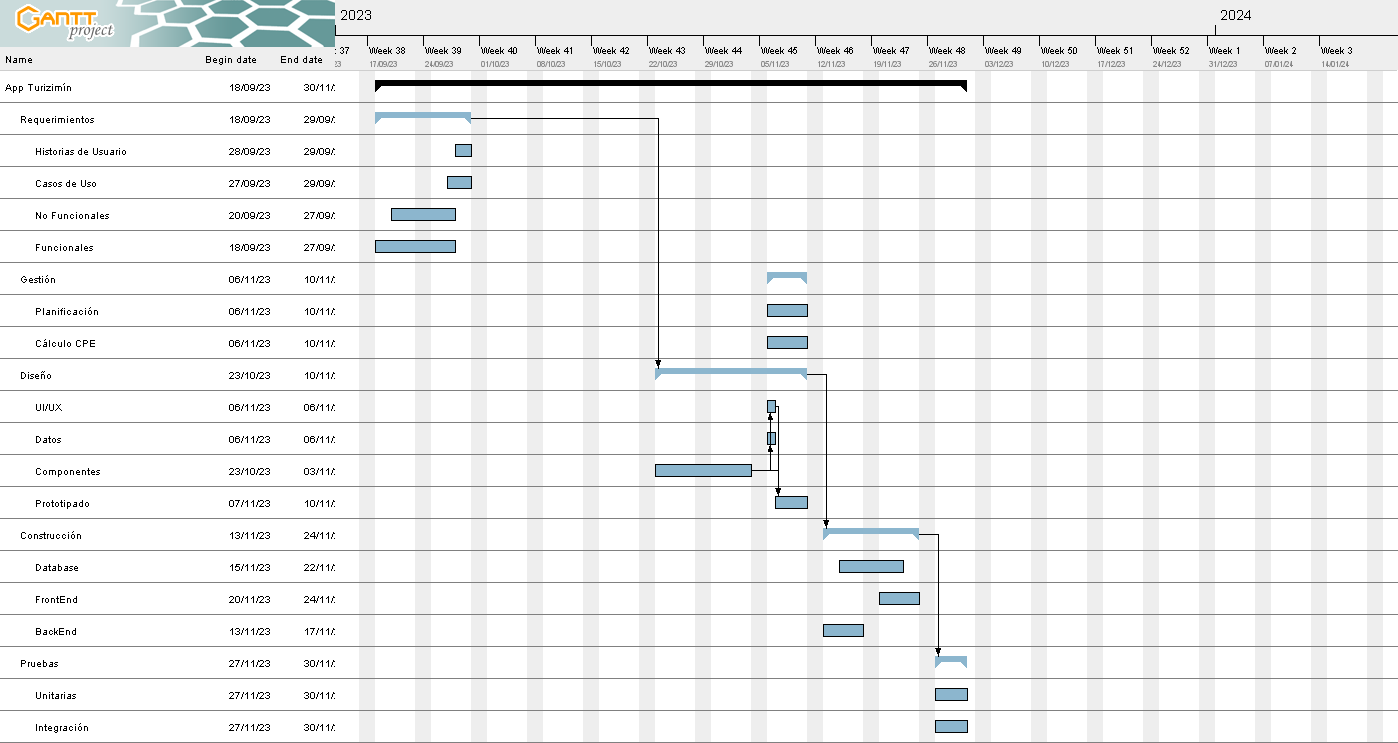 GANTT project
2023
2024
37 Week 38 Week 39 Week 40 Week 41 Week 42 Week 43 Week 44 Week 45 Week 46 Week 47 Week 48 Week 49 Week 50 Week 51 Week 52 Week 1 Week 2 Week 3
Name Begin date End date 23 17/09/23 24/09/23 01/10/23 08/10/23 15/10/23 22/10/23 29/10/23 05/11/23 12/11/23 19/11/23 26/11/23 03/12/23 10/12/23 17/12/23 24/12/23 31/12/23 07/01/24 14/01/24
App Turizimín 18/09/23 30/11/
Requerimientos 18/09/23 29/09/
Historias de Usuario 28/09/23 29/09/
Casos de Uso 27/09/23 29/09/
No Funcionales 20/09/23 27/09/
Funcionales 18/09/23 27/09/
Gestión 06/11/23 10/11/
Planificación 06/11/23 10/11/
Cálculo CPE 06/11/23 10/11/
Diseño 23/10/23 10/11/
UI/UX 06/11/23 06/11/
Datos 06/11/23 06/11/
Componentes 23/10/23 03/11/
Prototipado 07/11/23 10/11/
Construcción 13/11/23 24/11/
Database 15/11/23 22/11/
FrontEnd 20/11/23 24/11/
BackEnd 13/11/23 17/11/
Pruebas 27/11/23 30/11/
Unitarias 27/11/23 30/11/
Integración 27/11/23 30/11/